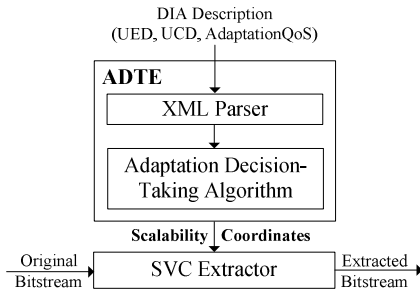 DIA Description
(UED, UCD, AdaptationQoS)
ADTE
XML Parser
Adaptation Decision-
Taking Algorithm
Scalability Coordinates
Original
Bitstream
SVC Extractor
Extracted
Bitstream